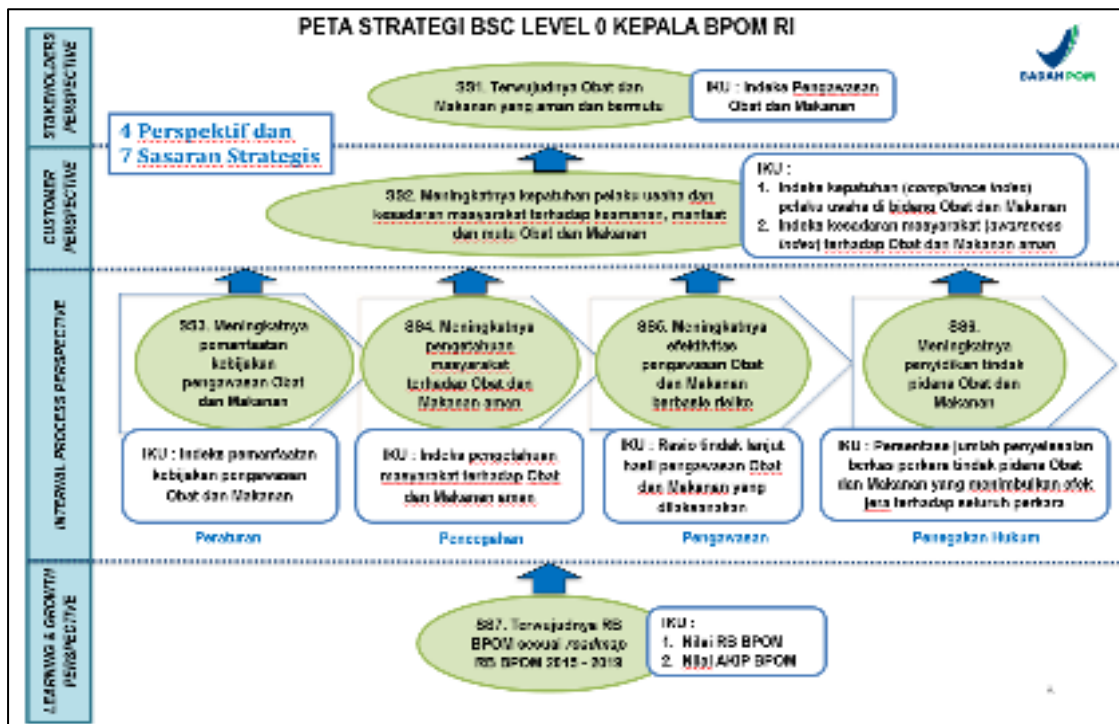 PETA STRATEGI BSC LEVEL 0 KEPALA BPOM RI
BADAN POM
STAKEHOLDERS
PERSPECTIVE
SS1. Terwujudnya Obat dan
Makanan yang aman dan bermutu
IKU : Indeks Pengawasan
Obat dan Makanan
4 Perspektif dan
7 Sasaran Strategis
CUSTOMER
PERSPECTIVE
SS2. Meningkatnya kepatuhan pelaku usaha dan
kesadaran masyarakat terhadap keamanan, manfaat
dan mutu Obat dan Makanan
IKU :
1. Indeks kepatuhan (compliance index)
pelaku usaha di bidang Obat dan Makanan
2. Indeks kesadaran masyarakat (awareness
index) terhadap Obat dan Makanan aman
INTERNAL PROCESS PERSPECTIVE
SS3. Meningkatnya
pemanfaatan
kebijakan
pengawasan Obat
dan Makanan
IKU : Indeks pemanfaatan
kebijakan pengawasan
Obat dan Makanan
Peraturan
SS4. Meningkatnya
pengetahuan
masyarakat
terhadap Obat dan
Makanan aman
IKU : Indeks pengetahuan
masyarakat terhadap Obat
dan Makanan aman
Pencegahan
SS5. Meningkatnya
efektivitas
pengawasan Obat
dan Makanan
berbasis risiko
IKU : Rasio tindak lanjut
hasil pengawasan Obat
dan Makanan yang
dilaksanakan
Pengawasan
SS6.
Meningkatnya
penyidikan tindak
pidana Obat dan
Makanan
IKU : Persentase jumlah penyelesaian
berkas perkara tindak pidana Obat
dan Makanan yang menimbulkan efek
jera terhadap seluruh perkara
Penegakan Hukum
LEARNING & GROWTH
PERSPECTIVE
SS7. Terwujudnya RB
BPOM sesuai roadmap
RB BPOM 2015 - 2019
IKU :
1. Nilai RB BPOM
2. Nilai AKIP BPOM